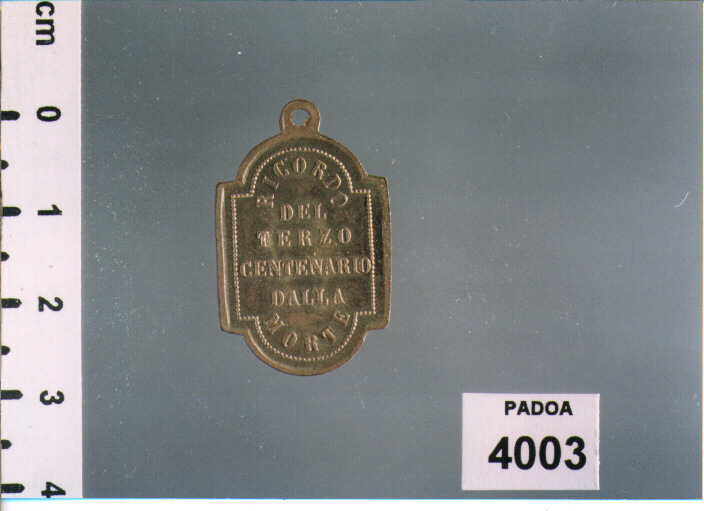 cm
0
1
2
3
4
RICORDO
DEL
TERZO
CENTENARIO
DALLA
MORTE
PADOA
4003